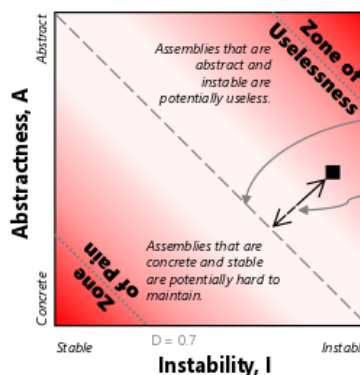 Abstract
Zone of
Uselessness
Assemblies that are
abstract and
instable are
potentially useless.
Abstractness, A
Assemblies that are
concrete and stable
are potentially hard to
maintain.
Zone
of Pain
Concrete
Stable
D = 0.7
Instabl
Instability, I